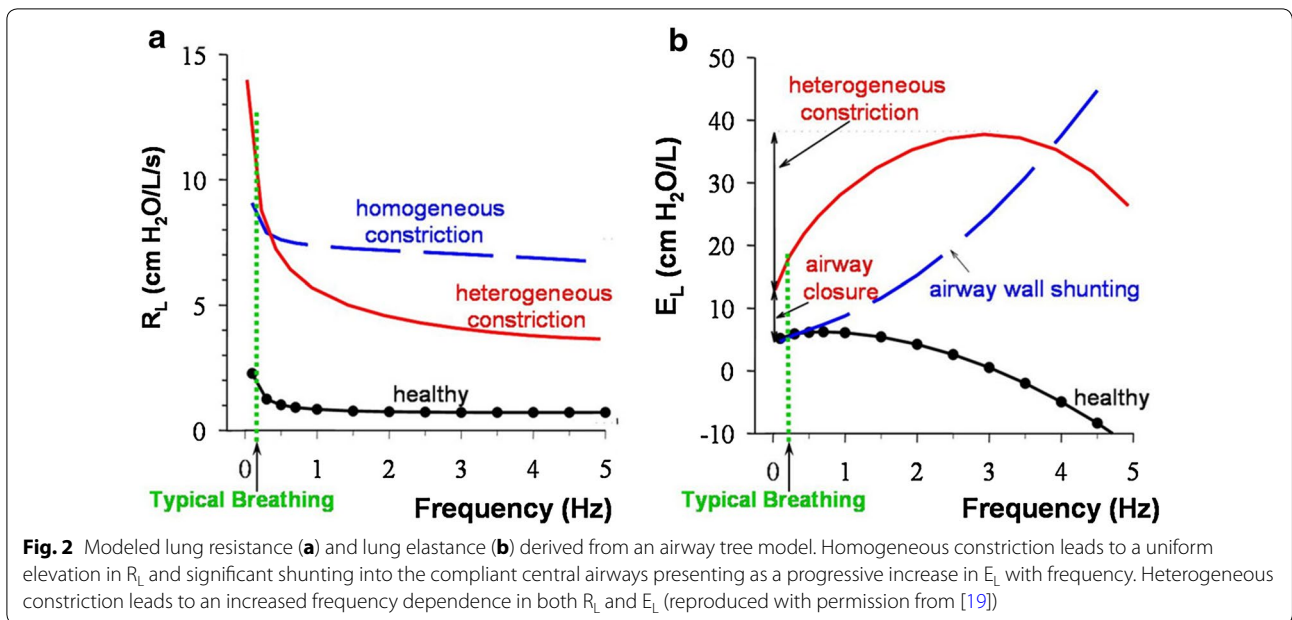 a
15
10
5
0
R_L (cm H₂O/L/s)
homogeneous
constriction
heterogeneous
constriction
healthy
0 1 2 3 4 5
Typical Breathing
Frequency (Hz)
b
50
40
30
20
10
0
-10
E_L (cm H₂O/L)
heterogeneous
constriction
airway
closure
airway wall shunting
healthy
0 1 2 3 4 5
Typical Breathing
Frequency (Hz)
Fig. 2 Modeled lung resistance (a) and lung elastance (b) derived from an airway tree model. Homogeneous constriction leads to a uniform
elevation in R_L and significant shunting into the compliant central airways presenting as a progressive increase in E_L with frequency. Heterogeneous
constriction leads to an increased frequency dependence in both R_L and E_L (reproduced with permission from [19])